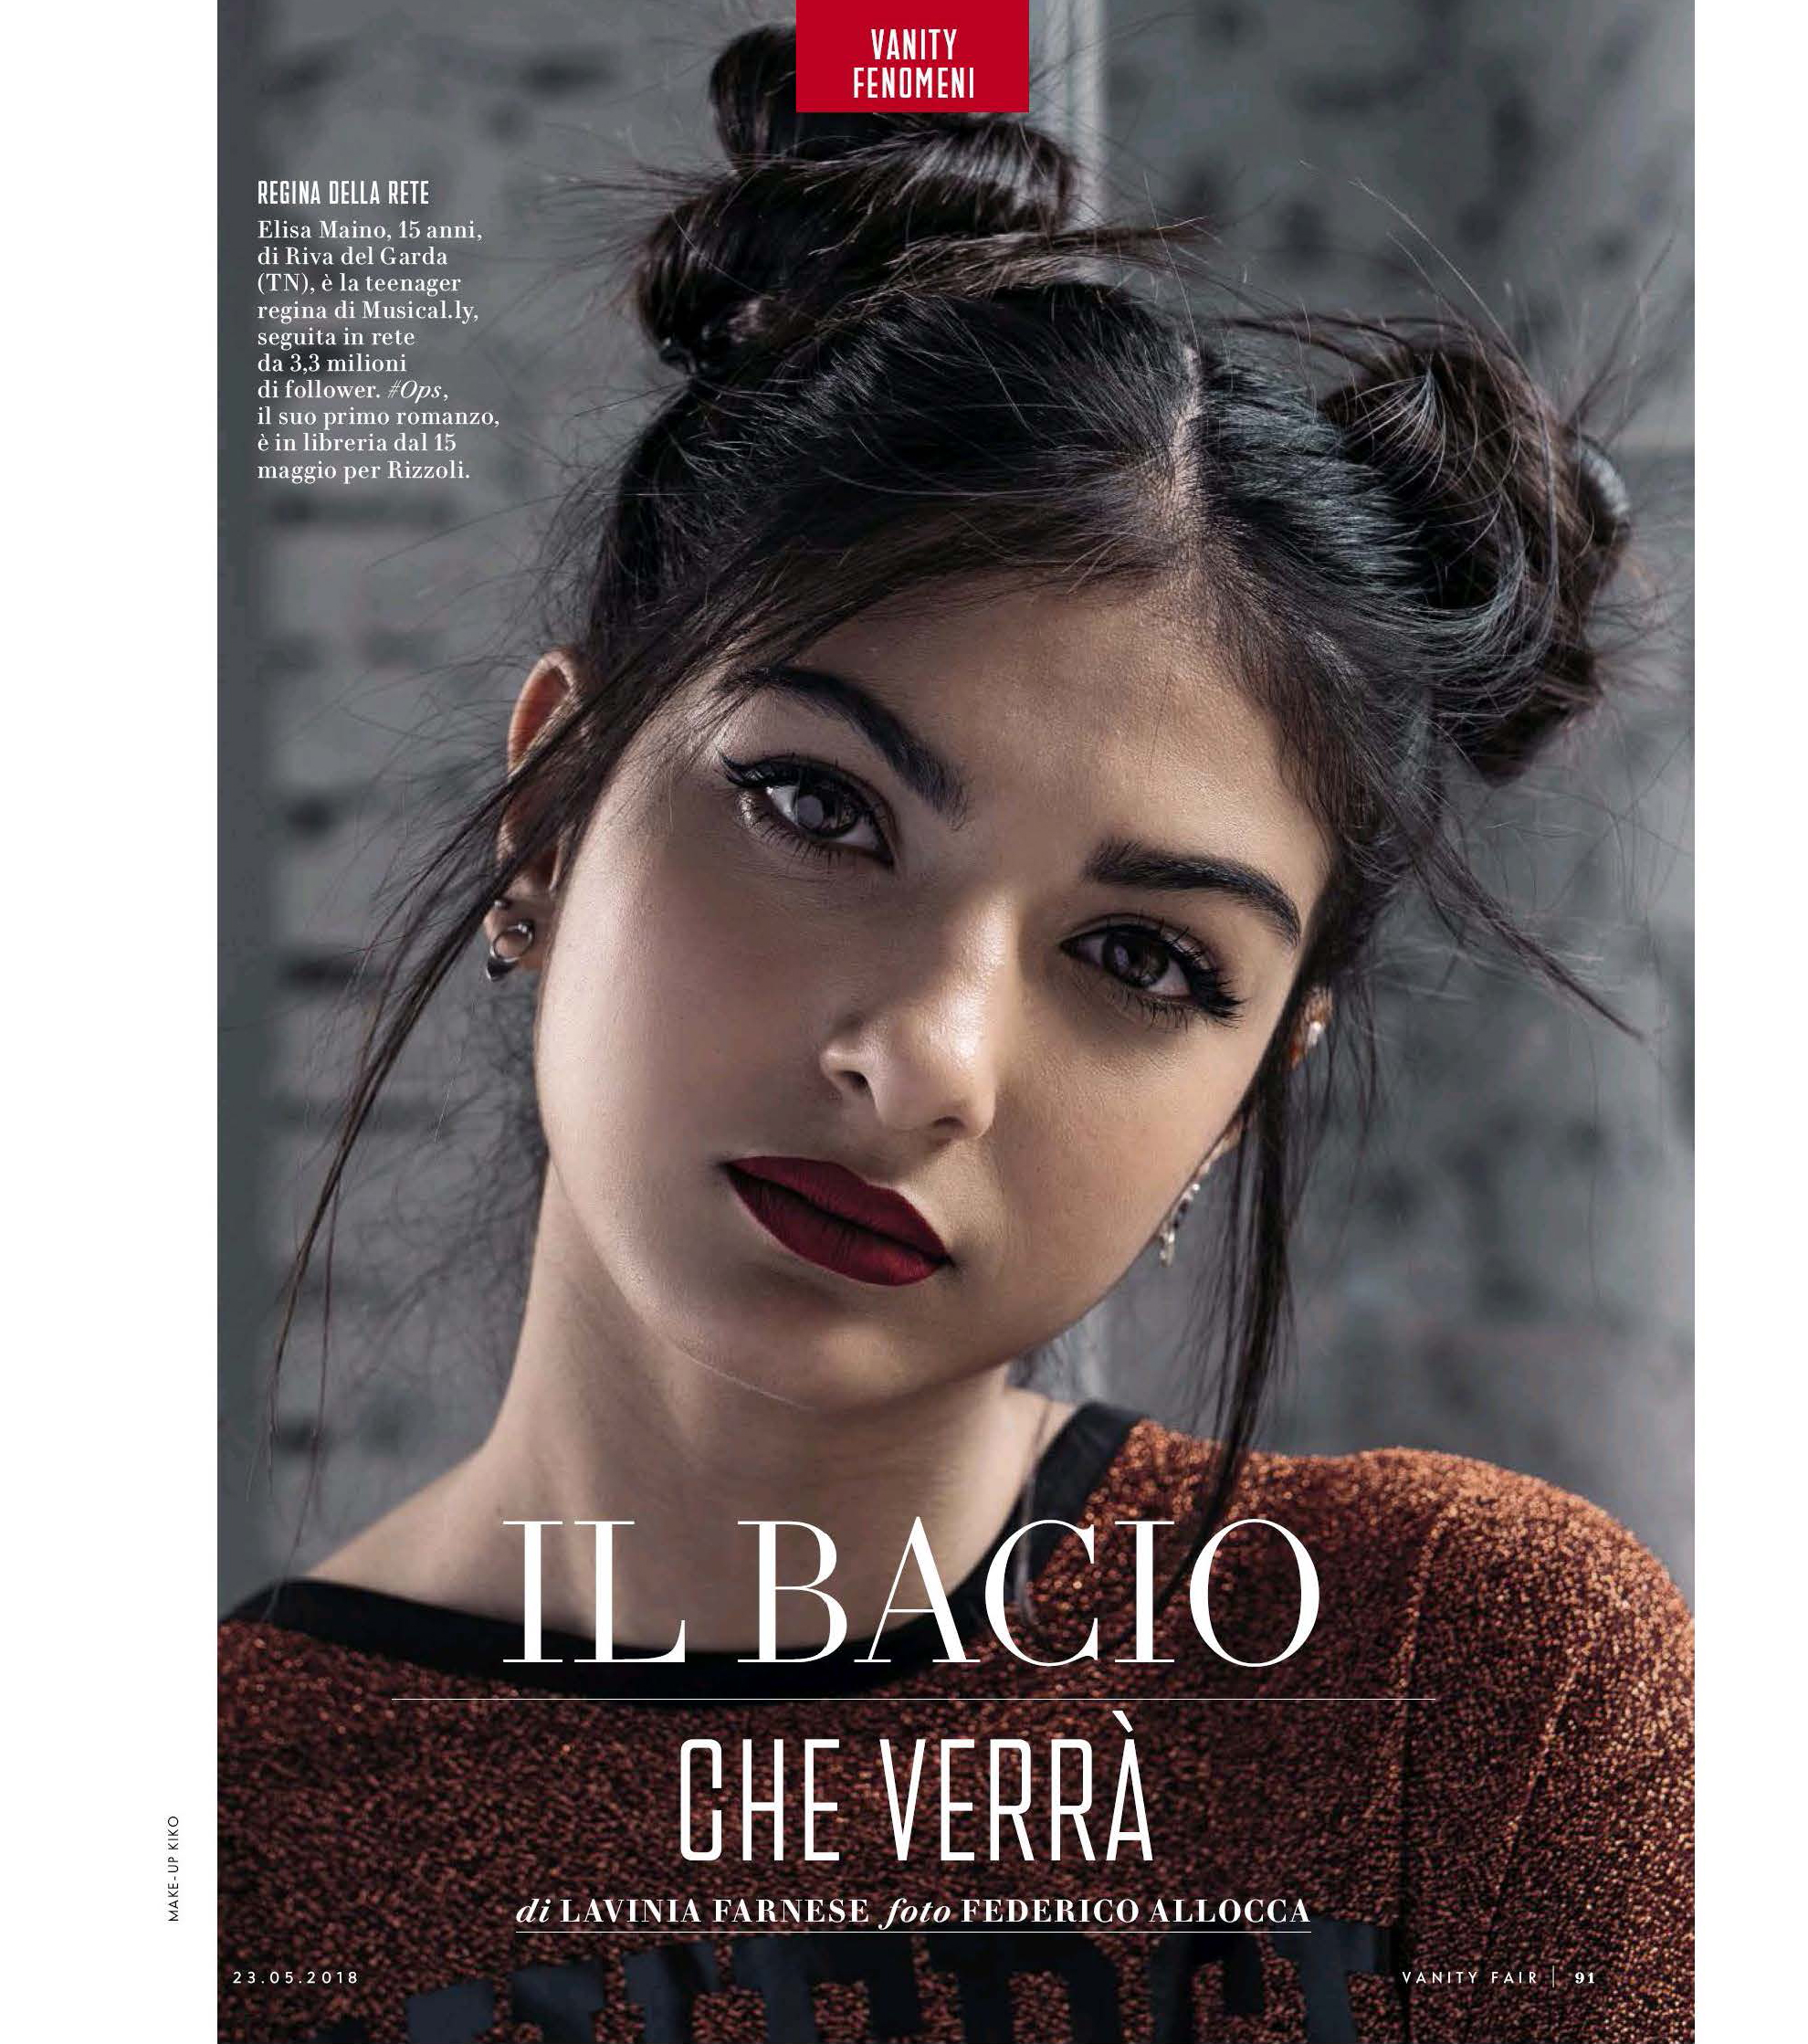 VANITY
FENOMENI
REGINA DELLA RETE
Elisa Maino, 15 anni,
di Riva del Garda
(TN), è la teenager
regina di Musical.ly,
seguita in rete
da 3,3 milioni
di follower. #Ops,
il suo primo romanzo,
è in libreria dal 15
maggio per Rizzoli.
IL BACIO
CHE VERRÀ
di LAVINIA FARNESE foto FEDERICO ALLOCCA
MAKE-UP KIKO
23.05.2018
VANITY FAIR | 91